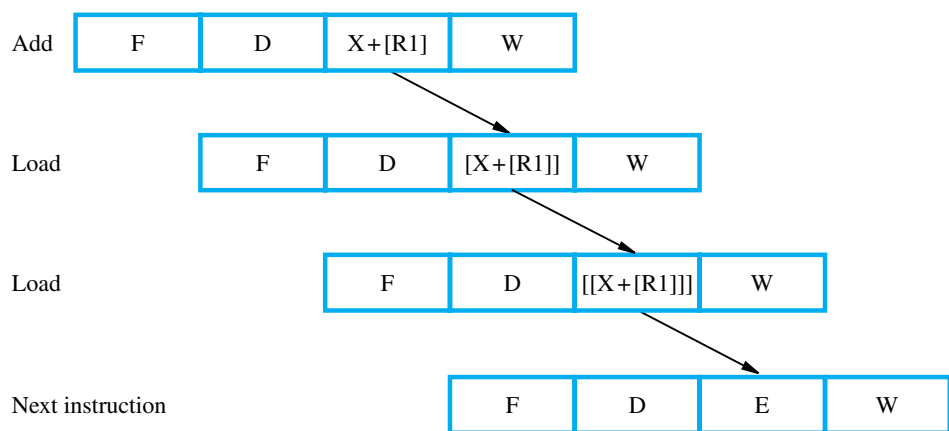 Add F D X+[R1] W
Load F D [X+[R1]] W
Load F D [[X+[R1]]] W
Next instruction F D E W